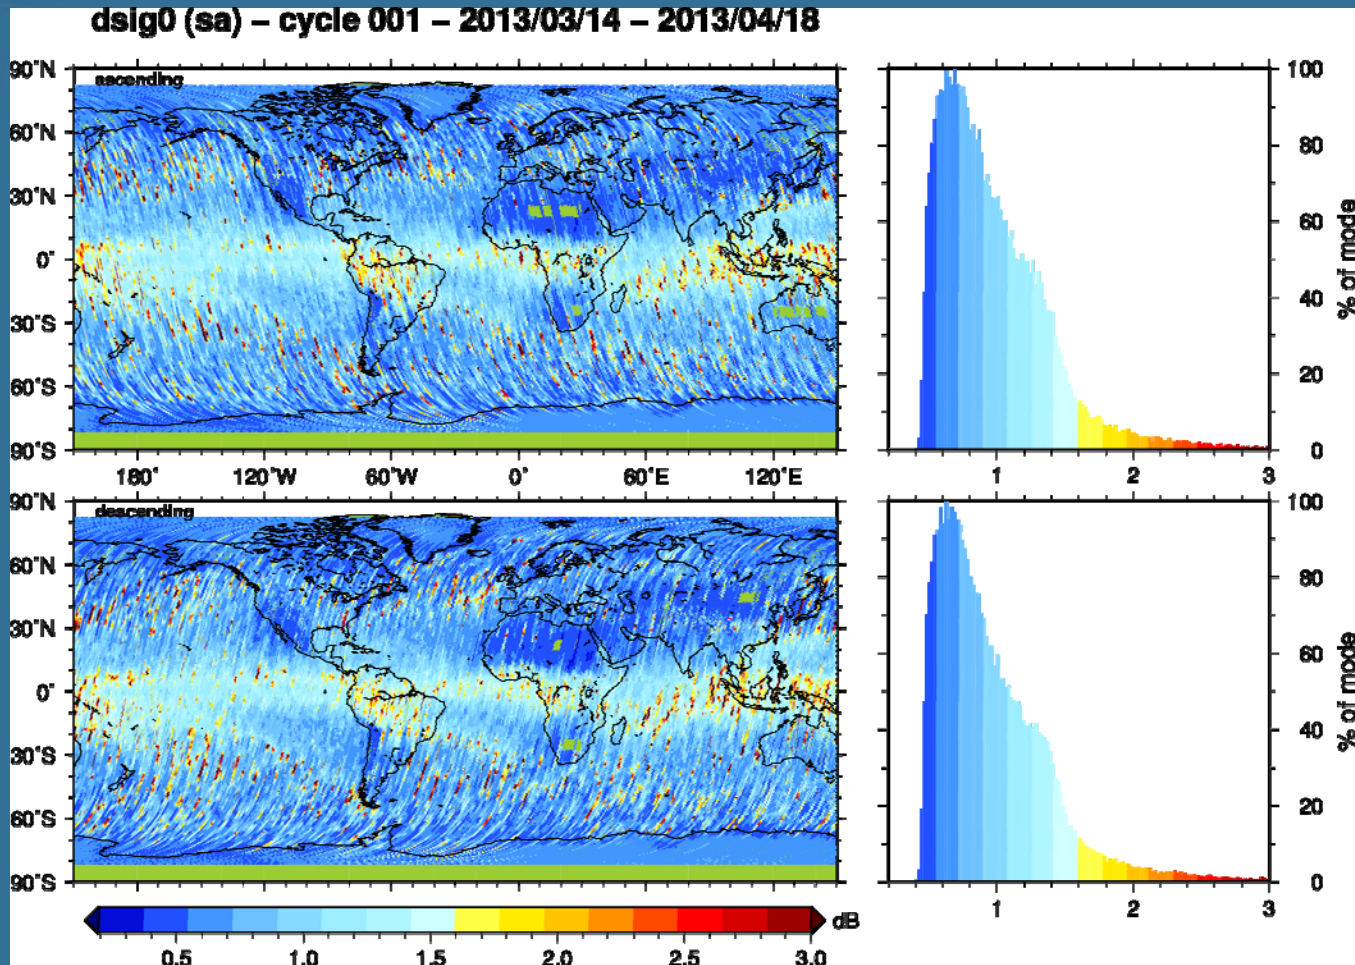 dsig0 (sa) – cycle 001 – 2013/03/14 – 2013/04/18
ascending
90°N
60°N
30°N
0°
30°S
60°S
90°S
180° 120°W 60°W 0° 60°E 120°E
100
80
60
40
20
0
% of mode
1 2 3
descending
90°N
60°N
30°N
0°
30°S
60°S
90°S
100
80
60
40
20
0
% of mode
1 2 3
dB
0.5 1.0 1.5 2.0 2.5 3.0